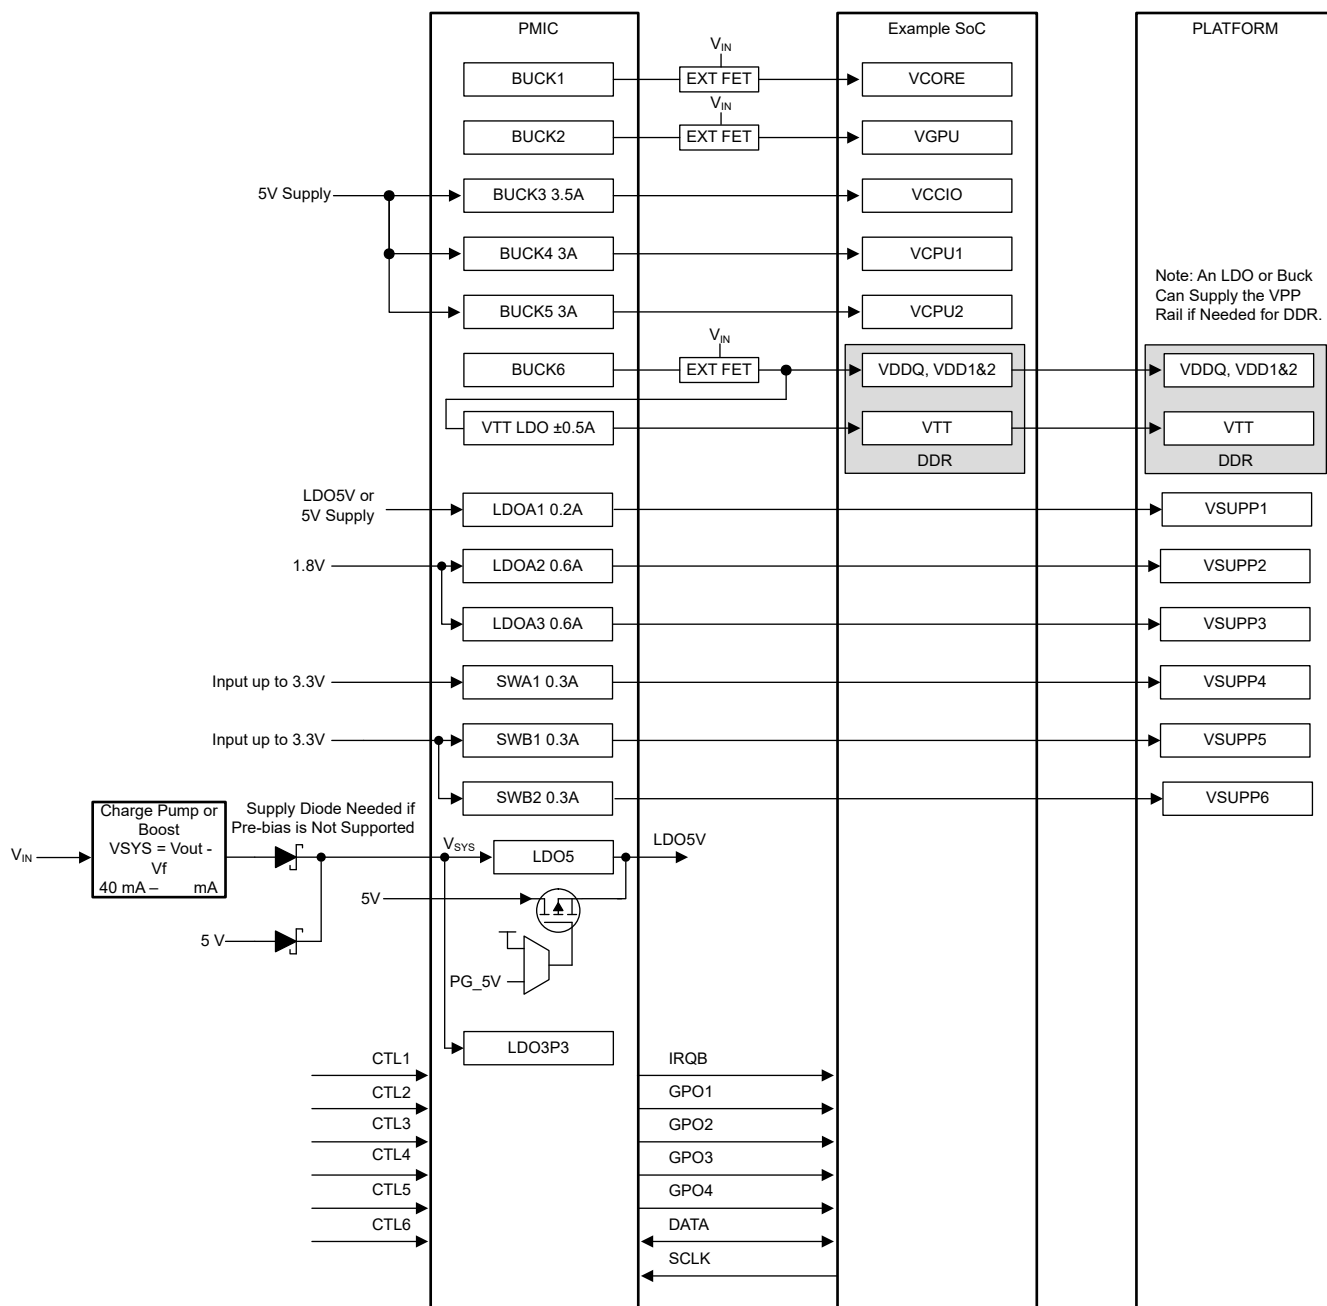 PMIC
Example SoC
PLATFORM
VIN
BUCK1
EXT FET
VCORE
VIN
BUCK2
EXT FET
VGPU
5V Supply
BUCK3 3.5A
VCCIO
BUCK4 3A
VCPU1
Note: An LDO or Buck
Can Supply the VPP
Rail if Needed for DDR.
BUCK5 3A
VCPU2
VIN
BUCK6
EXT FET
VDDQ, VDD1&2
VDDQ, VDD1&2
VTT LDO ±0.5A
VTT
VTT
DDR
DDR
LDO5V or
5V Supply
LDOA1 0.2A
VSUPP1
1.8V
LDOA2 0.6A
VSUPP2
LDOA3 0.6A
VSUPP3
Input up to 3.3V
SWA1 0.3A
VSUPP4
Input up to 3.3V
SWB1 0.3A
VSUPP5
SWB2 0.3A
VSUPP6
Charge Pump or
Boost
VSYS = Vout -
Vf
40 mA – mA
Supply Diode Needed if
Pre-bias is Not Supported
VIN
VSYS
LDO5
LDO5V
5V
5 V
PG_5V
LDO3P3
CTL1
IRQB
CTL2
GPO1
CTL3
GPO2
CTL4
GPO3
CTL5
GPO4
CTL6
DATA
SCLK